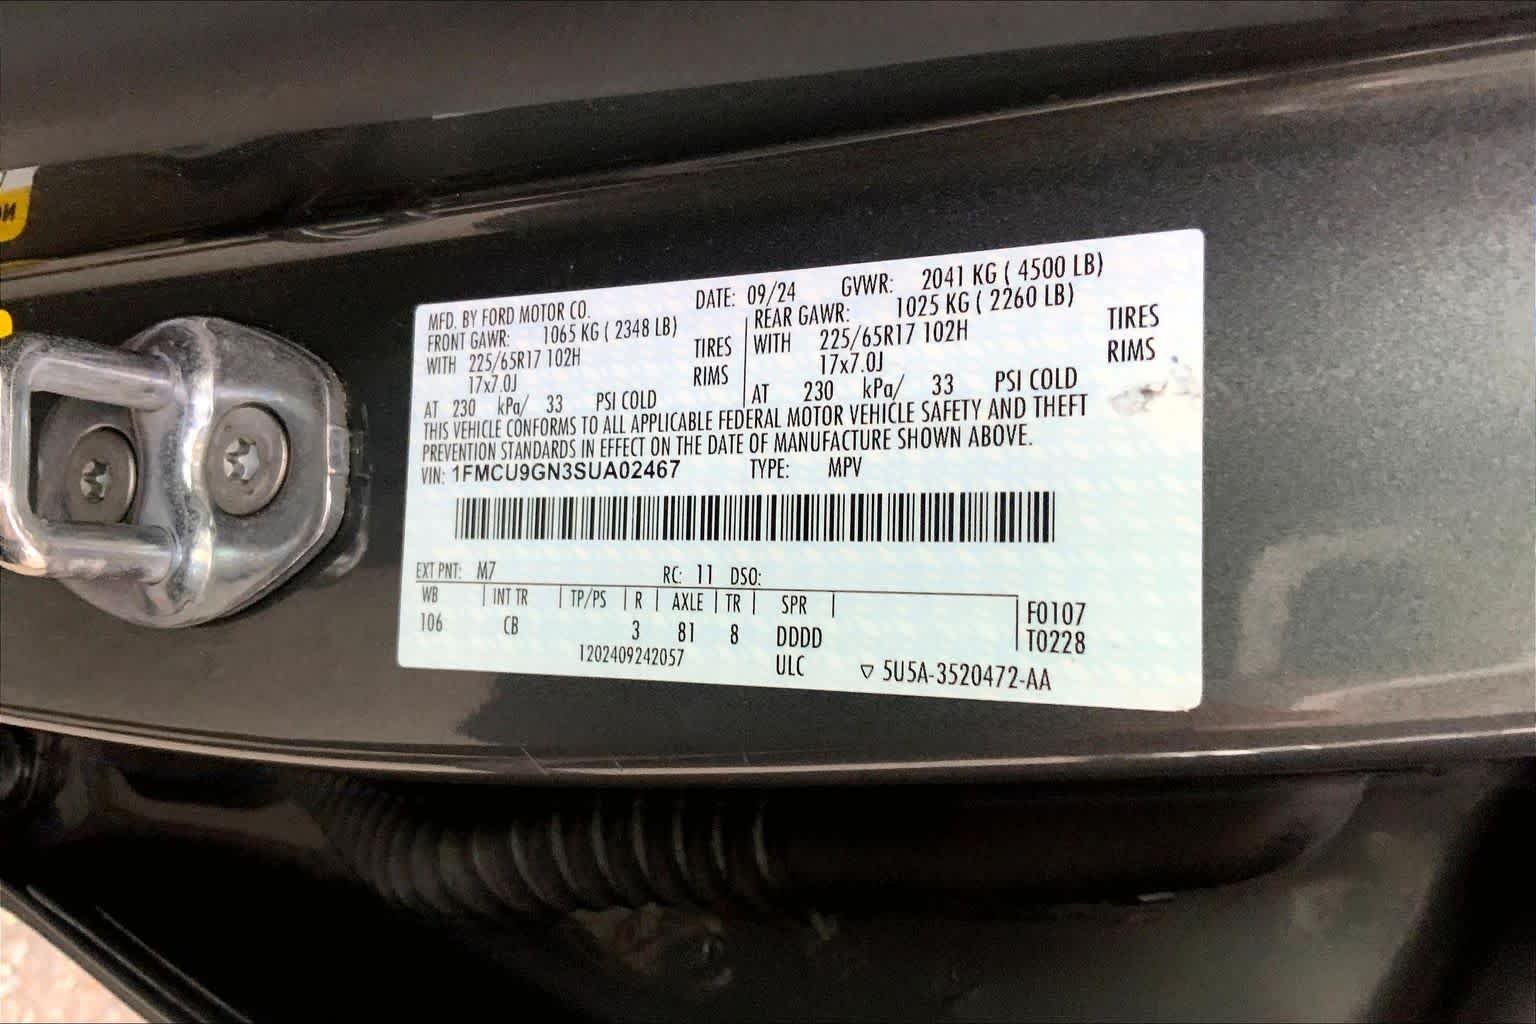 MFD. BY FORD MOTOR CO. DATE: 09/24 GVWR: 2041 KG ( 4500 LB)
FRONT GAWR: 1065 KG ( 2348 LB) REAR GAWR: 1025 KG ( 2260 LB)
WITH 225/65R17 102H TIRES WITH 225/65R17 102H TIRES
17x7.0J RIMS 17x7.0J RIMS
AT 230 kPa/ 33 PSI COLD AT 230 kPa/ 33 PSI COLD
THIS VEHICLE CONFORMS TO ALL APPLICABLE FEDERAL MOTOR VEHICLE SAFETY AND THEFT
PREVENTION STANDARDS IN EFFECT ON THE DATE OF MANUFACTURE SHOWN ABOVE.
VIN: 1FMCU9GN3SUA02467 TYPE: MPV
EXT PNT: M7 RC: 11 DSO:
WB INT TR TP/PS R AXLE TR SPR F0107
106 CB 3 81 8 DDDD T0228
1202409242057 ULC ▽ 5U5A-3520472-AA